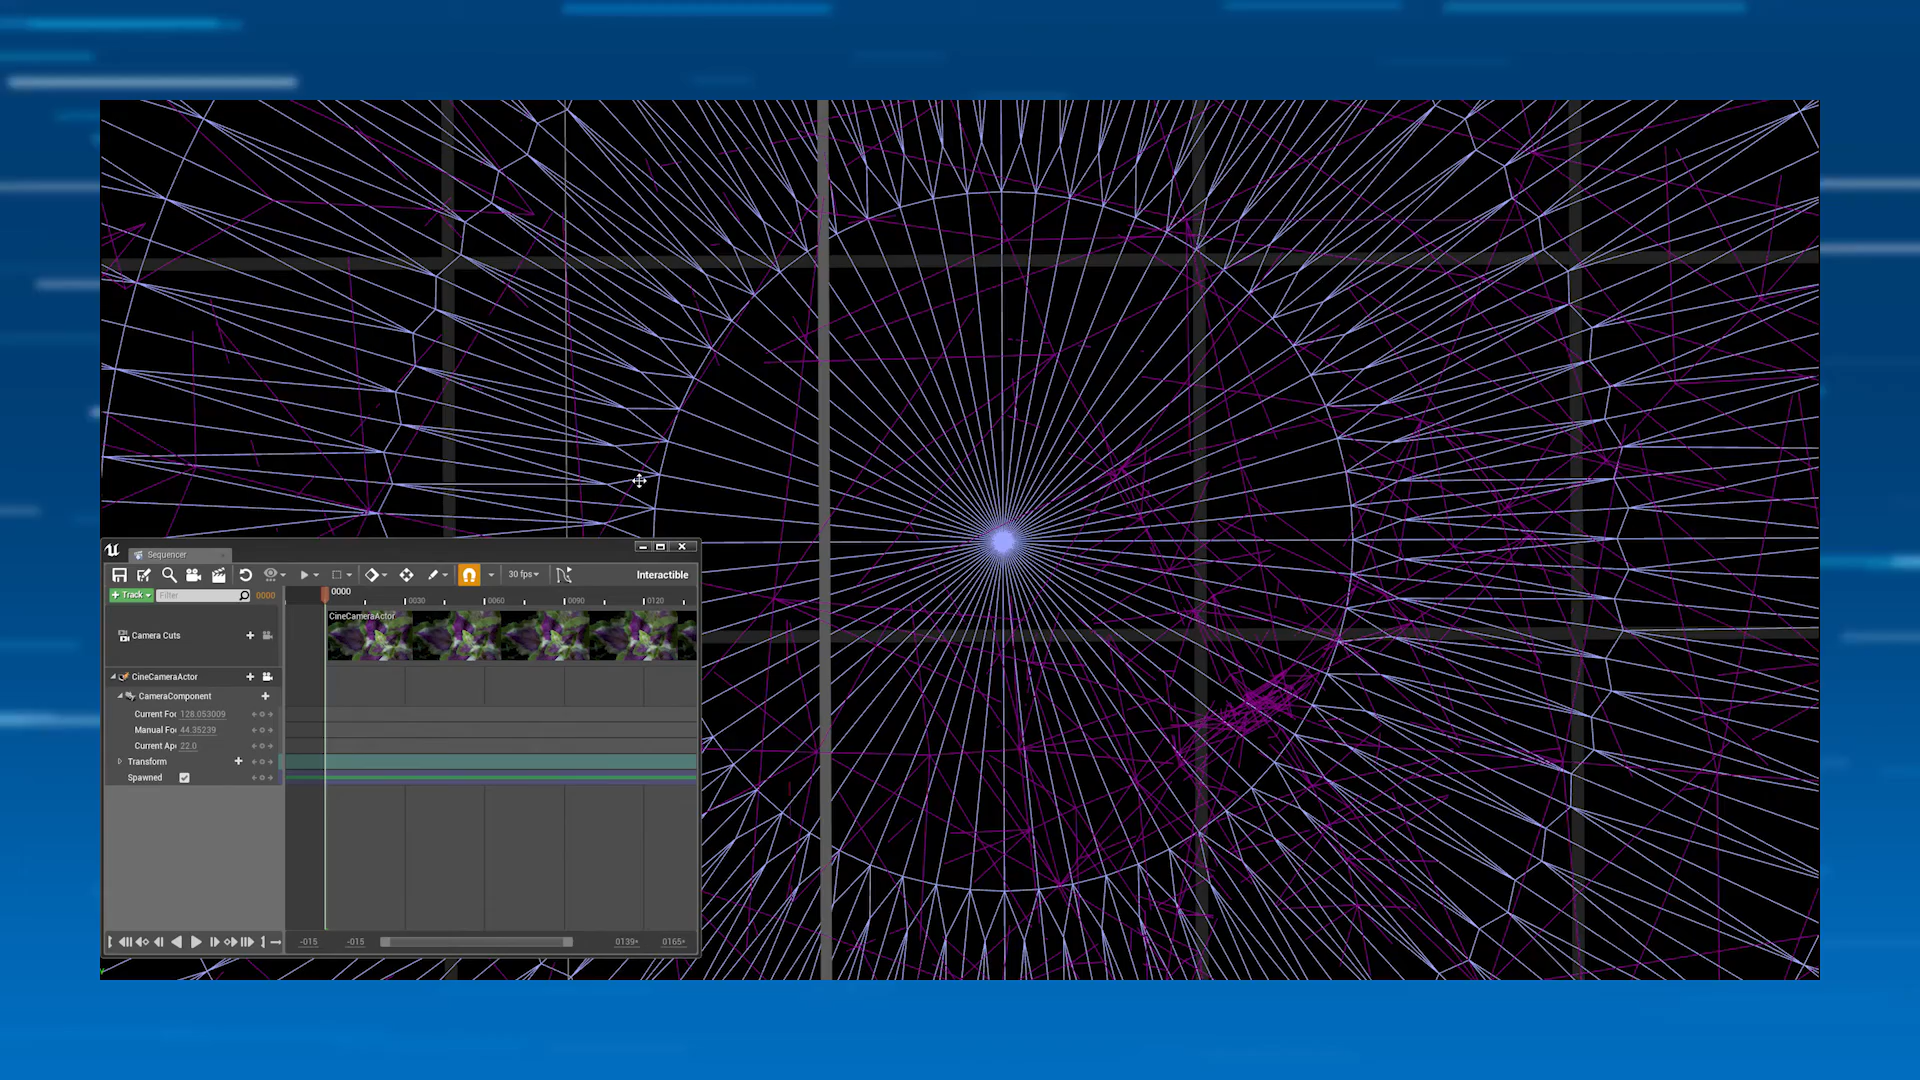 Sequencer
30 fps
Interactible
Track
Filter
0000
0000
0030
0060
0090
0120
CineCameraActor
Camera Cuts
CineCameraActor
CameraComponent
Current Foc
128.053009
Manual Foc
44.35239
Current Ape
22.0
Transform
Spawned
-015
-015
0139+
0165+